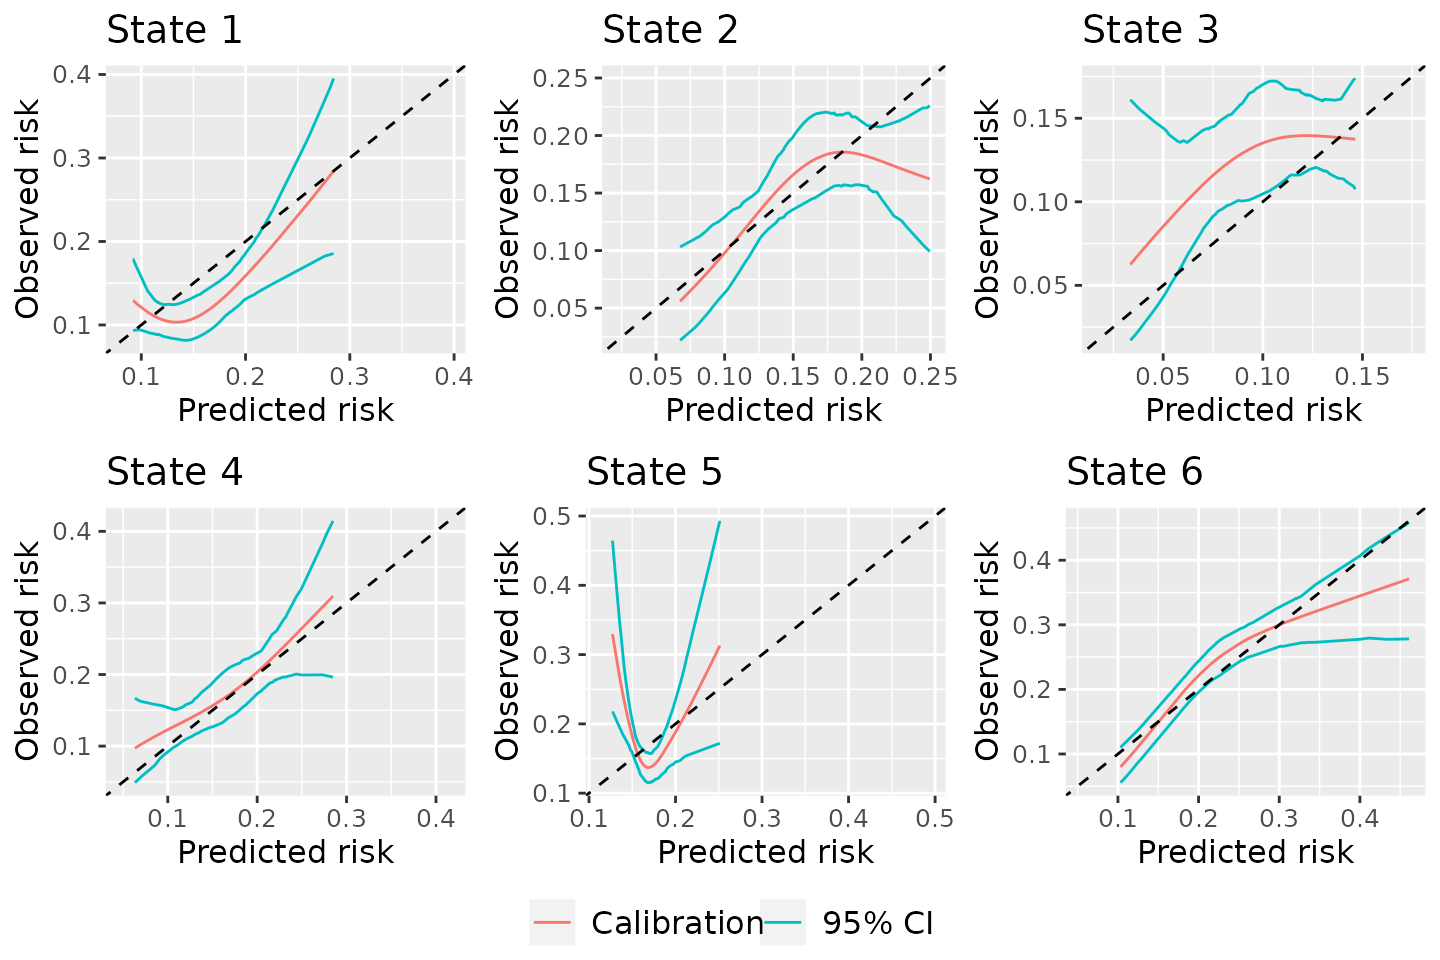 State 1
0.4
0.3
0.2
0.1
Observed risk
0.1 0.2 0.3 0.4
Predicted risk
State 2
0.25
0.20
0.15
0.10
0.05
Observed risk
0.05 0.10 0.15 0.20 0.25
Predicted risk
State 3
0.15
0.10
0.05
Observed risk
0.05 0.10 0.15
Predicted risk
State 4
0.4
0.3
0.2
0.1
Observed risk
0.1 0.2 0.3 0.4
Predicted risk
State 5
0.5
0.4
0.3
0.2
0.1
Observed risk
0.1 0.2 0.3 0.4 0.5
Predicted risk
State 6
0.4
0.3
0.2
0.1
Observed risk
0.1 0.2 0.3 0.4
Predicted risk
Calibration 95% CI